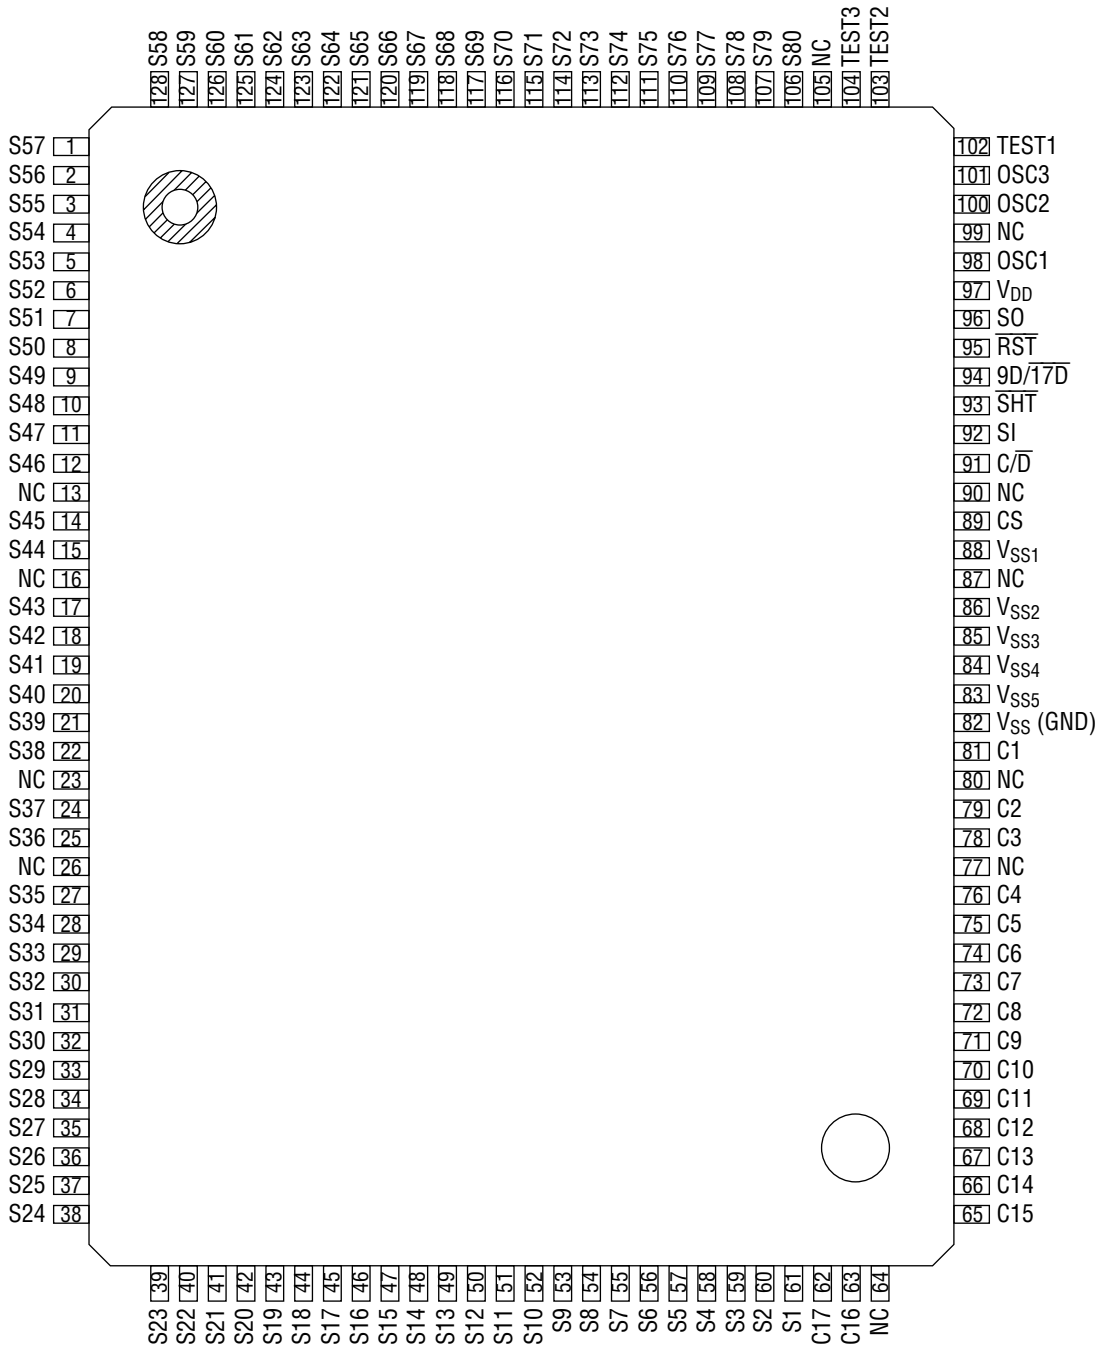 128 S58
127 S59
126 S60
125 S61
124 S62
123 S63
122 S64
121 S65
120 S66
119 S67
118 S68
117 S69
116 S70
115 S71
114 S72
113 S73
112 S74
111 S75
110 S76
109 S77
108 S78
107 S79
106 S80
105 NC
104 TEST3
103 TEST2
S57 1
S56 2
S55 3
S54 4
S53 5
S52 6
S51 7
S50 8
S49 9
S48 10
S47 11
S46 12
NC 13
S45 14
S44 15
NC 16
S43 17
S42 18
S41 19
S40 20
S39 21
S38 22
NC 23
S37 24
S36 25
NC 26
S35 27
S34 28
S33 29
S32 30
S31 31
S30 32
S29 33
S28 34
S27 35
S26 36
S25 37
S24 38
102 TEST1
101 OSC3
100 OSC2
99 NC
98 OSC1
97 VDD
96 SO
95 R̅S̅T̅
94 9D/1̅7̅D̅
93 S̅H̅T̅
92 SI
91 C/D̅
90 NC
89 CS
88 VSS1
87 NC
86 VSS2
85 VSS3
84 VSS4
83 VSS5
82 VSS (GND)
81 C1
80 NC
79 C2
78 C3
77 NC
76 C4
75 C5
74 C6
73 C7
72 C8
71 C9
70 C10
69 C11
68 C12
67 C13
66 C14
65 C15
S23 39
S22 40
S21 41
S20 42
S19 43
S18 44
S17 45
S16 46
S15 47
S14 48
S13 49
S12 50
S11 51
S10 52
S9 53
S8 54
S7 55
S6 56
S5 57
S4 58
S3 59
S2 60
S1 61
C17 62
C16 63
NC 64